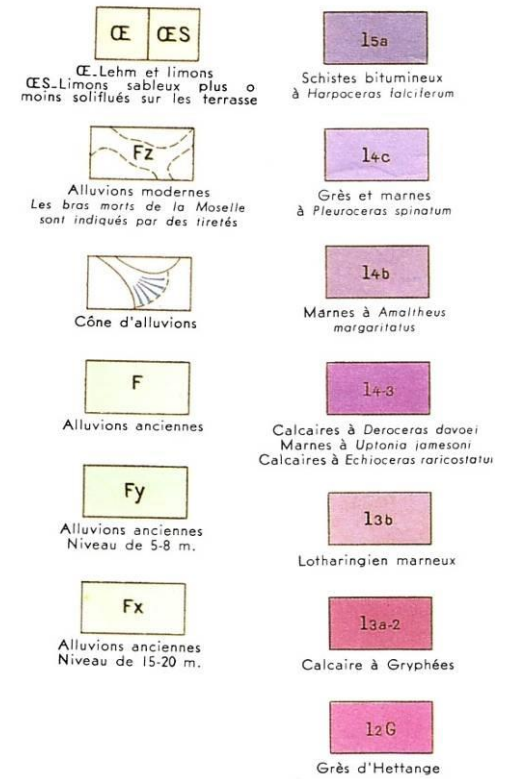 Œ ŒS
Œ_Lehm et limons
ŒS_Limons sableux plus o
moins soliflués sur les terrasse
Fz
Alluvions modernes
Les bras morts de la Moselle
sont indiqués par des tiretés
Cône d'alluvions
F
Alluvions anciennes
Fy
Alluvions anciennes
Niveau de 5-8 m.
Fx
Alluvions anciennes
Niveau de 15-20 m.
l5a
Schistes bitumineux
à Harpoceras falciferum
l4c
Grès et marnes
à Pleuroceras spinatum
l4b
Marnes à Amaltheus
margaritatus
l4-3
Calcaires à Deroceras davoei
Marnes à Uptonia jamesoni
Calcaires à Echioceras raricostatu
l3b
Lotharingien marneux
l3a-2
Calcaire à Gryphées
l2G
Grès d'Hettange